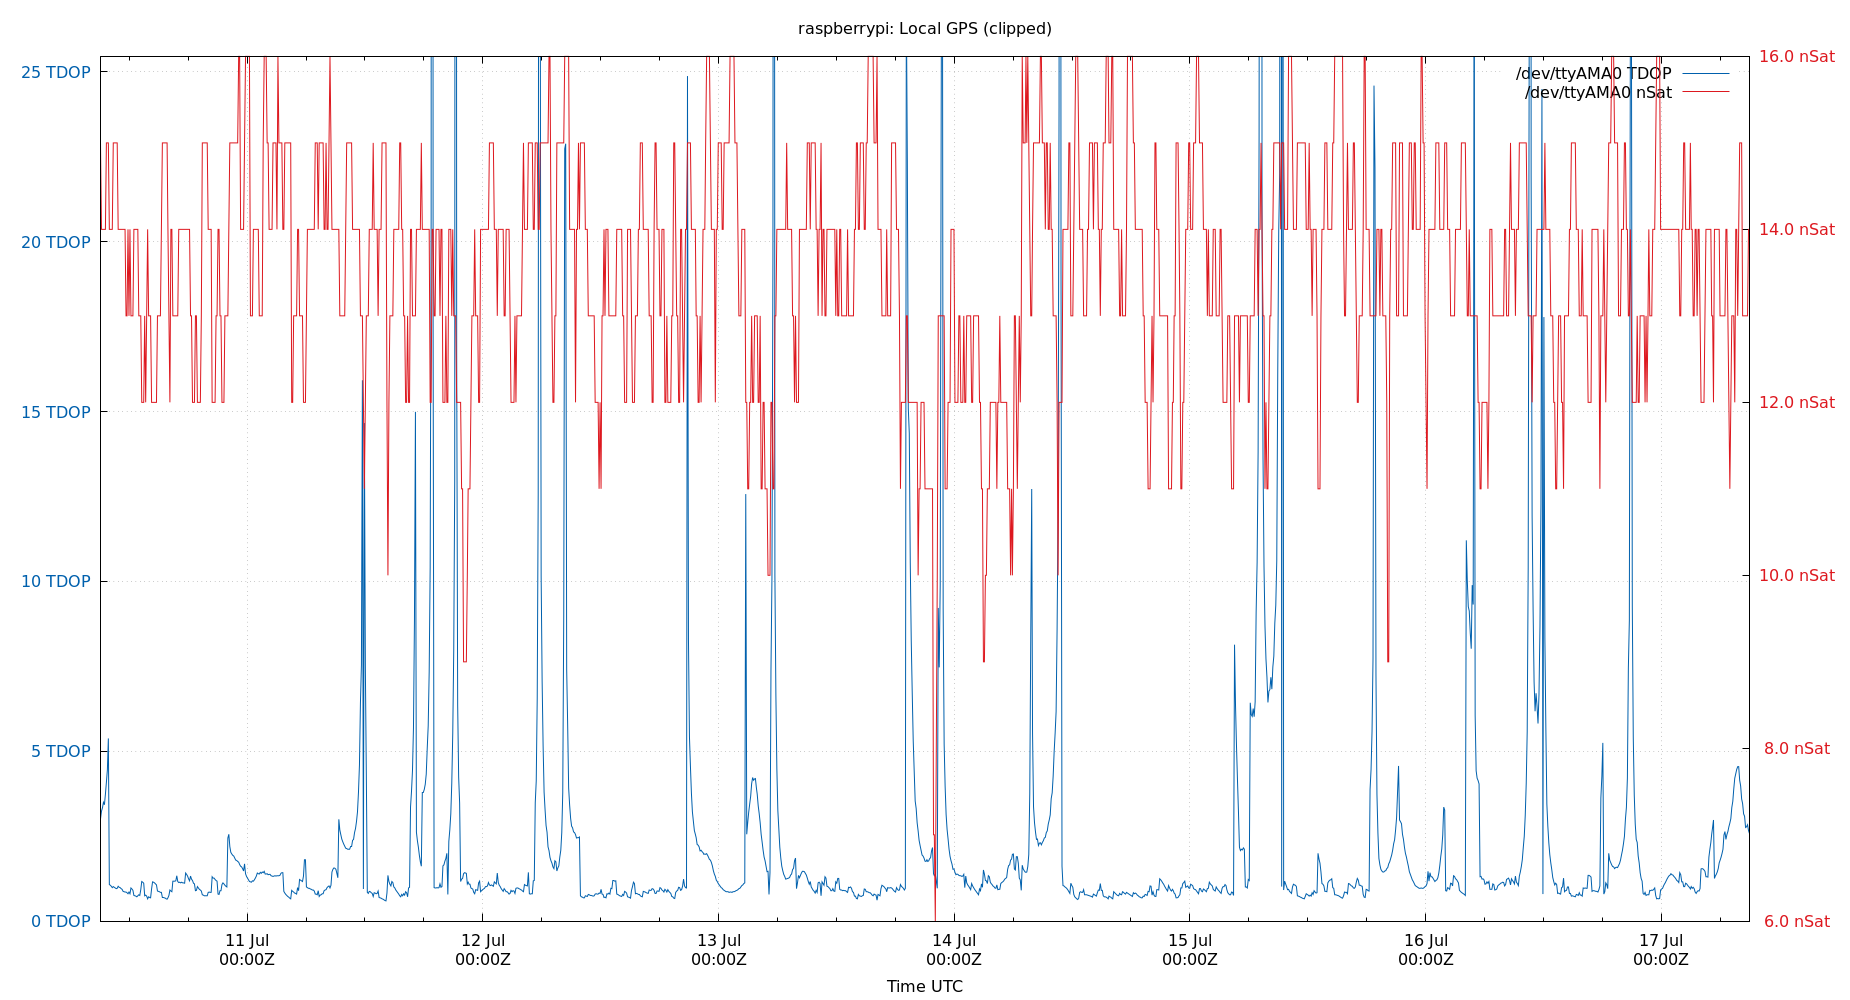 raspberrypi: Local GPS (clipped)
25 TDOP
20 TDOP
15 TDOP
10 TDOP
5 TDOP
0 TDOP
16.0 nSat
14.0 nSat
12.0 nSat
10.0 nSat
8.0 nSat
6.0 nSat
/dev/ttyAMA0 TDOP
/dev/ttyAMA0 nSat
11 Jul 12 Jul 13 Jul 14 Jul 15 Jul 16 Jul 17 Jul
00:00Z 00:00Z 00:00Z 00:00Z 00:00Z 00:00Z 00:00Z
Time UTC